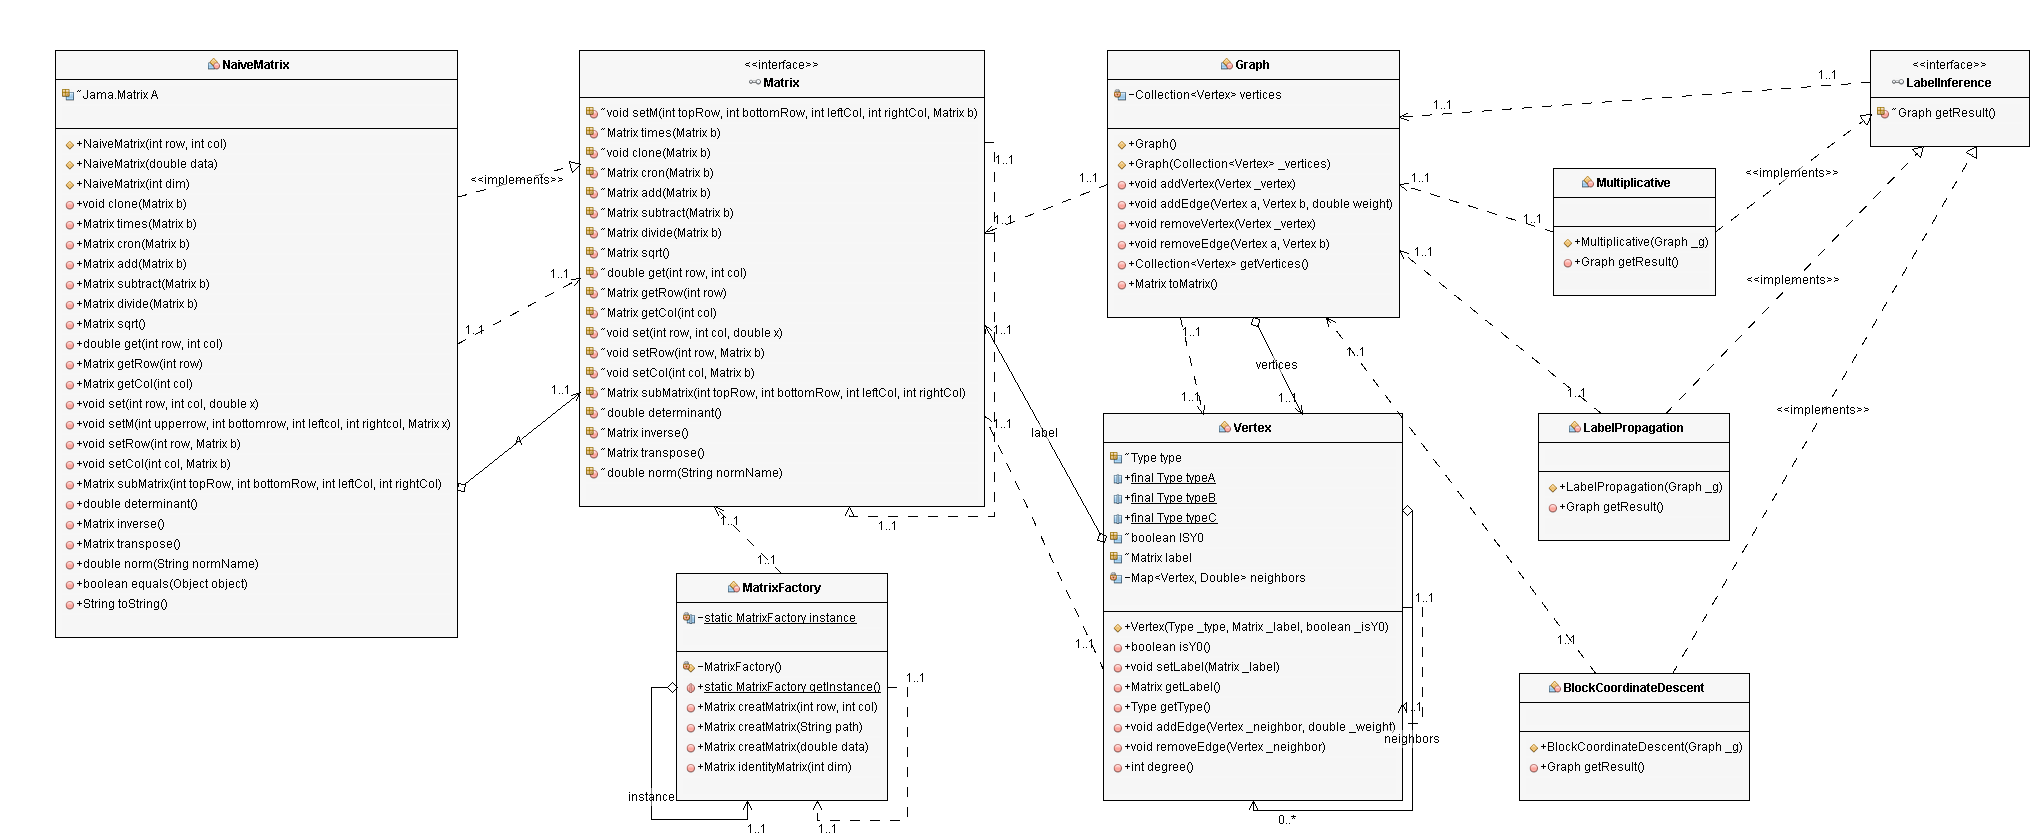 NaiveMatrix
~Jama.Matrix A
+NaiveMatrix(int row, int col)
+NaiveMatrix(double data)
+NaiveMatrix(int dim)
+void clone(Matrix b)
+Matrix times(Matrix b)
+Matrix cron(Matrix b)
+Matrix add(Matrix b)
+Matrix subtract(Matrix b)
+Matrix divide(Matrix b)
+Matrix sqrt()
+double get(int row, int col)
+Matrix getRow(int row)
+Matrix getCol(int col)
+void set(int row, int col, double x)
+void setM(int upperrow, int bottomrow, int leftcol, int rightcol, Matrix x)
+void setRow(int row, Matrix b)
+void setCol(int col, Matrix b)
+Matrix subMatrix(int topRow, int bottomRow, int leftCol, int rightCol)
+double determinant()
+Matrix inverse()
+Matrix transpose()
+double norm(String normName)
+boolean equals(Object object)
+String toString()
<<implements>>
1..1
1..1
1..1
A
<<interface>>
Matrix
~void setM(int topRow, int bottomRow, int leftCol, int rightCol, Matrix b)
~Matrix times(Matrix b)
~void clone(Matrix b)
~Matrix cron(Matrix b)
~Matrix add(Matrix b)
~Matrix subtract(Matrix b)
~Matrix divide(Matrix b)
~Matrix sqrt()
~double get(int row, int col)
~Matrix getRow(int row)
~Matrix getCol(int col)
~void set(int row, int col, double x)
~void setRow(int row, Matrix b)
~void setCol(int col, Matrix b)
~Matrix subMatrix(int topRow, int bottomRow, int leftCol, int rightCol)
~double determinant()
~Matrix inverse()
~Matrix transpose()
~double norm(String normName)
1..1
1..1
1..1
1..1
1..1
1..1
1..1
1..1
label
1..1
MatrixFactory
-static MatrixFactory instance
-MatrixFactory()
+static MatrixFactory getInstance()
+Matrix creatMatrix(int row, int col)
+Matrix creatMatrix(String path)
+Matrix creatMatrix(double data)
+Matrix identityMatrix(int dim)
1..1
instance
1..1
1..1
Graph
-Collection<Vertex> vertices
+Graph()
+Graph(Collection<Vertex> _vertices)
+void addVertex(Vertex _vertex)
+void addEdge(Vertex a, Vertex b, double weight)
+void removeVertex(Vertex _vertex)
+void removeEdge(Vertex a, Vertex b)
+Collection<Vertex> getVertices()
+Matrix toMatrix()
1..1
vertices
1..1
1..1
1..1
Vertex
~Type type
+final Type typeA
+final Type typeB
+final Type typeC
~boolean ISY0
~Matrix label
-Map<Vertex, Double> neighbors
+Vertex(Type _type, Matrix _label, boolean _isY0)
+boolean isY0()
+void setLabel(Matrix _label)
+Matrix getLabel()
+Type getType()
+void addEdge(Vertex _neighbor, double _weight)
+void removeEdge(Vertex _neighbor)
+int degree()
1..1
1..1
neighbors
0..*
<<interface>>
LabelInference
~Graph getResult()
1..1
1..1
Multiplicative
+Multiplicative(Graph _g)
+Graph getResult()
1..1
1..1
<<implements>>
<<implements>>
1..1
1..1
LabelPropagation
+LabelPropagation(Graph _g)
+Graph getResult()
<<implements>>
1..1
BlockCoordinateDescent
+BlockCoordinateDescent(Graph _g)
+Graph getResult()